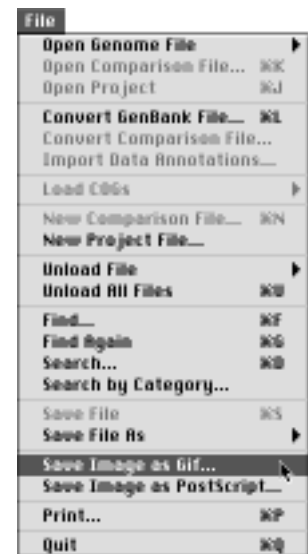 File
Open Genome File
Open Comparison File... ⌘K
Open Project ⌘J
Convert GenBank File... ⌘L
Convert Comparison File...
Import Data Annotations...
Load COGs
New Comparison File... ⌘N
New Project File...
Unload File
Unload All Files ⌘U
Find... ⌘F
Find Again ⌘G
Search... ⌘D
Search by Category...
Save File ⌘S
Save File As
Save Image as Gif...
Save Image as PostScript...
Print... ⌘P
Quit ⌘Q